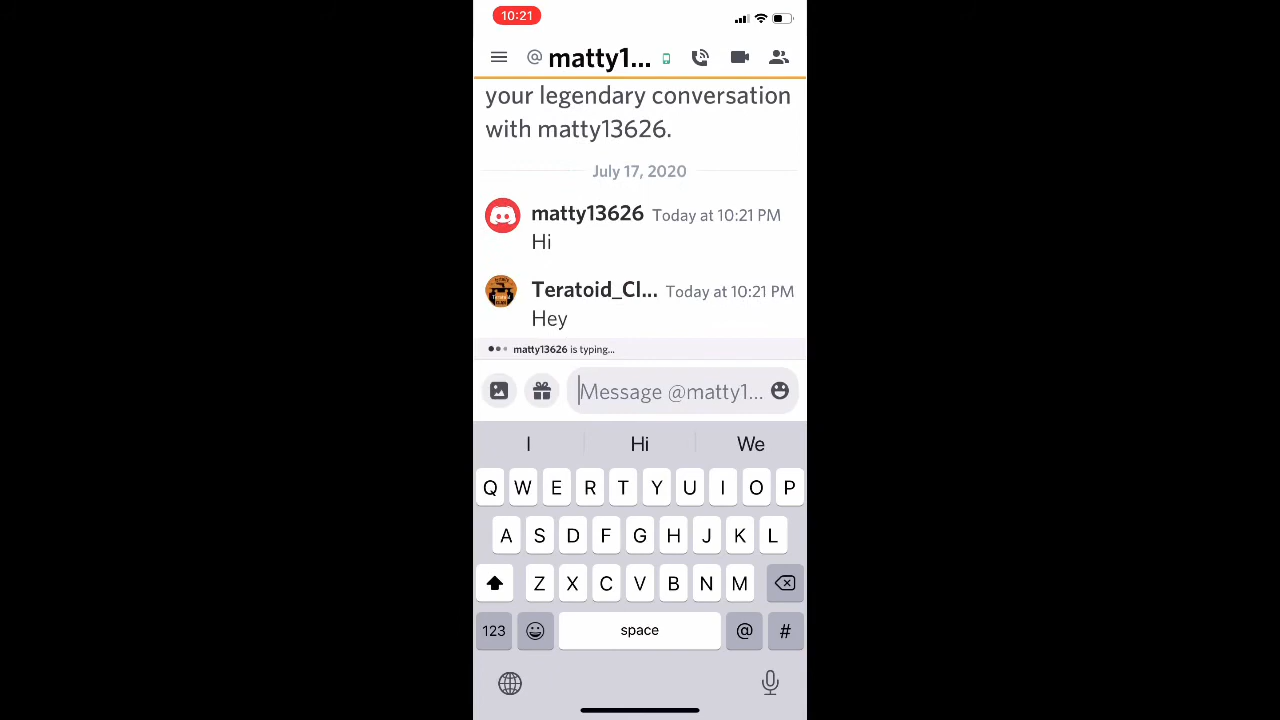 10:21
@ matty1...
your legendary conversation
with matty13626.
July 17, 2020
matty13626 Today at 10:21 PM
Hi
Teratoid_Cl... Today at 10:21 PM
Hey
matty13626 is typing...
Message @matty1...
I Hi We
Q W E R T Y U I O P
A S D F G H J K L
Z X C V B N M
123 space @ #